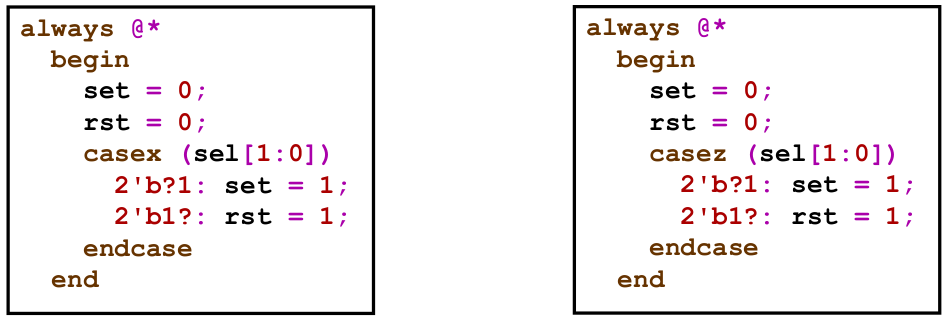 always @*
begin
set = 0;
rst = 0;
casex (sel[1:0])
2'b?1: set = 1;
2'b1?: rst = 1;
endcase
end
always @*
begin
set = 0;
rst = 0;
casez (sel[1:0])
2'b?1: set = 1;
2'b1?: rst = 1;
endcase
end